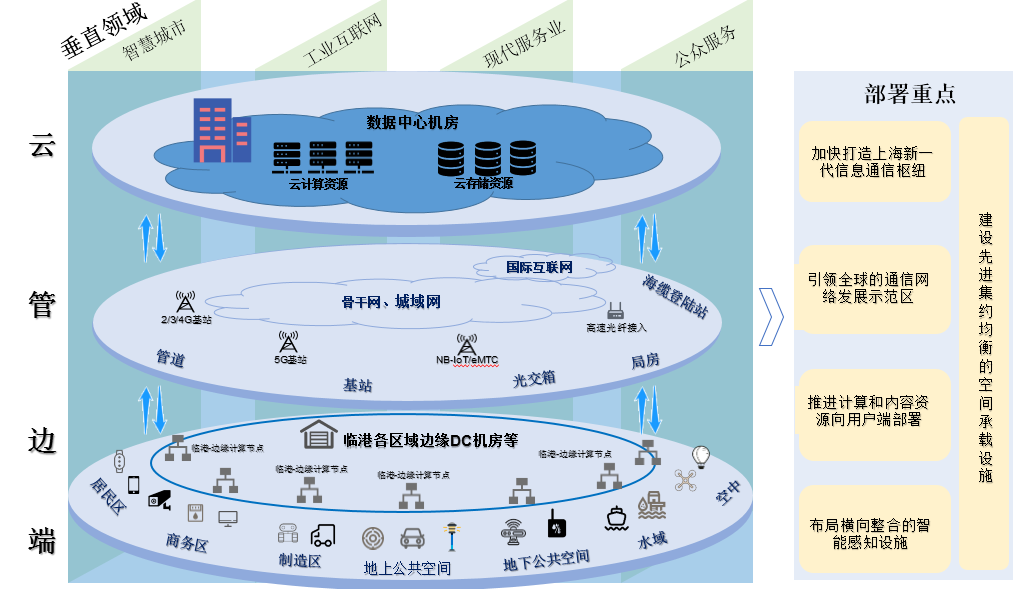 垂直领域
智慧城市
工业互联网
现代服务业
公众服务
云
数据中心机房
云计算资源
云存储资源
管
国际互联网
骨干网、城域网
海缆登陆站
2/3/4G基站
高速光纤接入
5G基站
NB-IoT/eMTC
管道
基站
光交箱
局房
边
临港各区域边缘DC机房等
临港-边缘计算节点
临港-边缘计算节点
临港-边缘计算节点
临港-边缘计算节点
端
居民区
商务区
制造区
地上公共空间
地下公共空间
水域
空中
部署重点
加快打造上海新一
代信息通信枢纽
引领全球的通信网
络发展示范区
推进计算和内容资
源向用户端部署
布局横向整合的智
能感知设施
建设先进集约均衡的空间承载设施